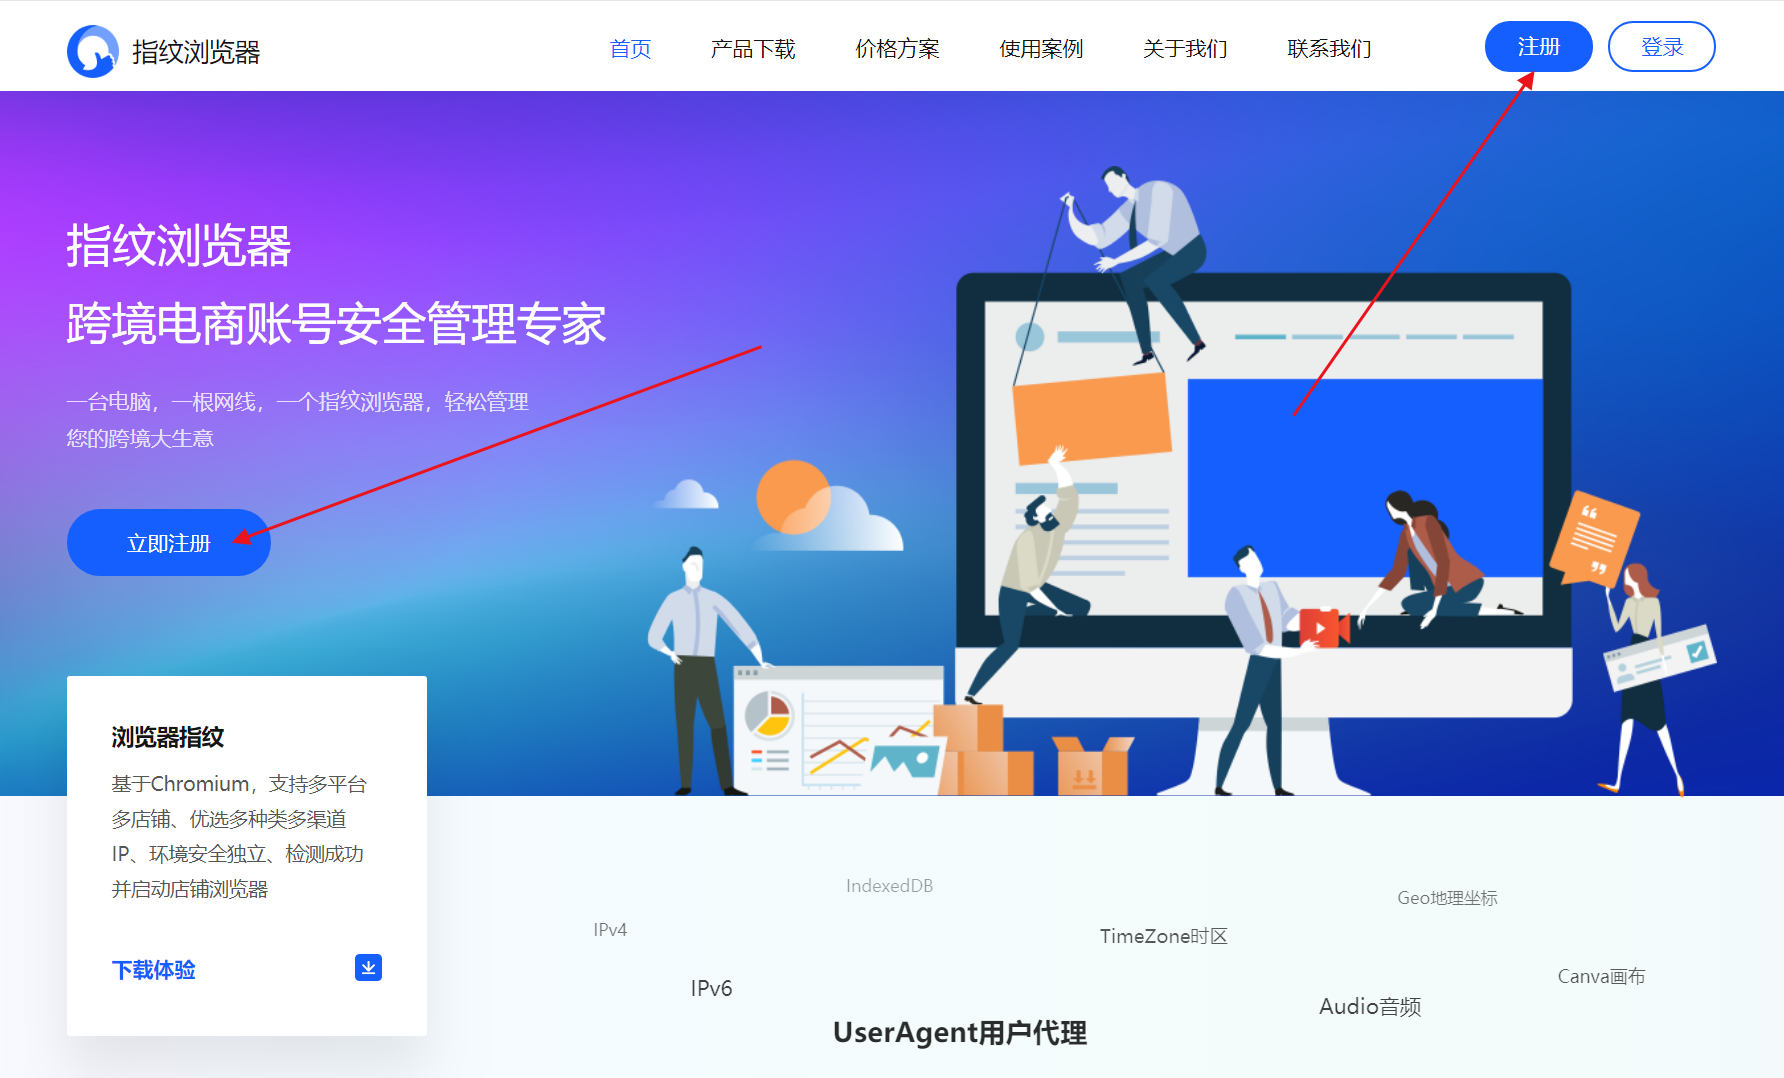 指纹浏览器
首页
产品下载
价格方案
使用案例
关于我们
联系我们
注册
登录
指纹浏览器
跨境电商账号安全管理专家
一台电脑，一根网线，一个指纹浏览器，轻松管理
您的跨境大生意
立即注册
浏览器指纹
基于Chromium，支持多平台
多店铺、优选多种类多渠道
IP、环境安全独立、检测成功
并启动店铺浏览器
下载体验
IndexedDB
Geo地理坐标
IPv4
TimeZone时区
Canva画布
IPv6
Audio音频
UserAgent用户代理